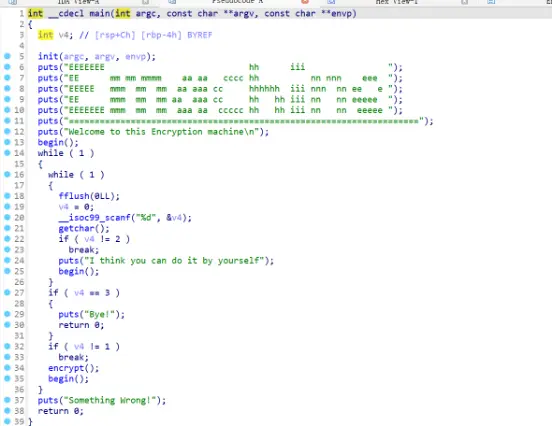 IDA View-A Pseudocode-A Hex View-1
1 int __cdecl main(int argc, const char **argv, const char **envp)
2 {
3 int v4; // [rsp+Ch] [rbp-4h] BYREF
4
5 init(argc, argv, envp);
6 puts("EEEEEEE                            hh      iii                ");
7 puts("EE      mm mm mmmm    aa aa   cccc hh          nn nnn    eee  ");
8 puts("EEEEE   mmm  mm  mm  aa aaa cc     hhhhhh  iii nnn  nn ee   e ");
9 puts("EE      mmm  mm  mm aa  aaa cc     hh   hh iii nn   nn eeeee  ");
10 puts("EEEEEEE mmm  mm  mm  aaa aa  ccccc hh   hh iii nn   nn  eeeee ");
11 puts("====================================================================");
12 puts("Welcome to this Encryption machine\n");
13 begin();
14 while ( 1 )
15 {
16 while ( 1 )
17 {
18 fflush(0LL);
19 v4 = 0;
20 __isoc99_scanf("%d", &v4);
21 getchar();
22 if ( v4 != 2 )
23 break;
24 puts("I think you can do it by yourself");
25 begin();
26 }
27 if ( v4 == 3 )
28 {
29 puts("Bye!");
30 return 0;
31 }
32 if ( v4 != 1 )
33 break;
34 encrypt();
35 begin();
36 }
37 puts("Something Wrong!");
38 return 0;
39 }